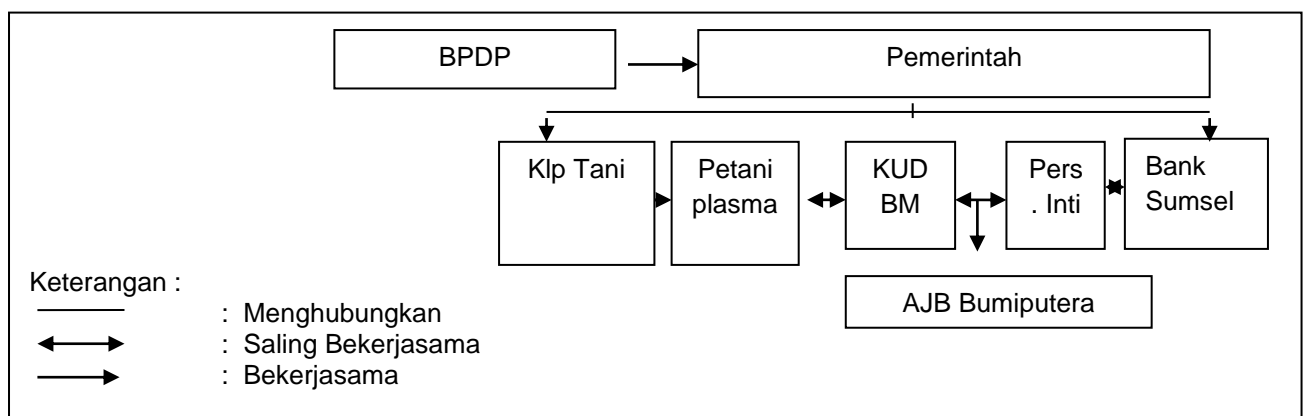 BPDP
Pemerintah
Klp Tani
Petani
plasma
KUD
BM
Pers
. Inti
Bank
Sumsel
AJB Bumiputera
Keterangan :
: Menghubungkan
: Saling Bekerjasama
: Bekerjasama